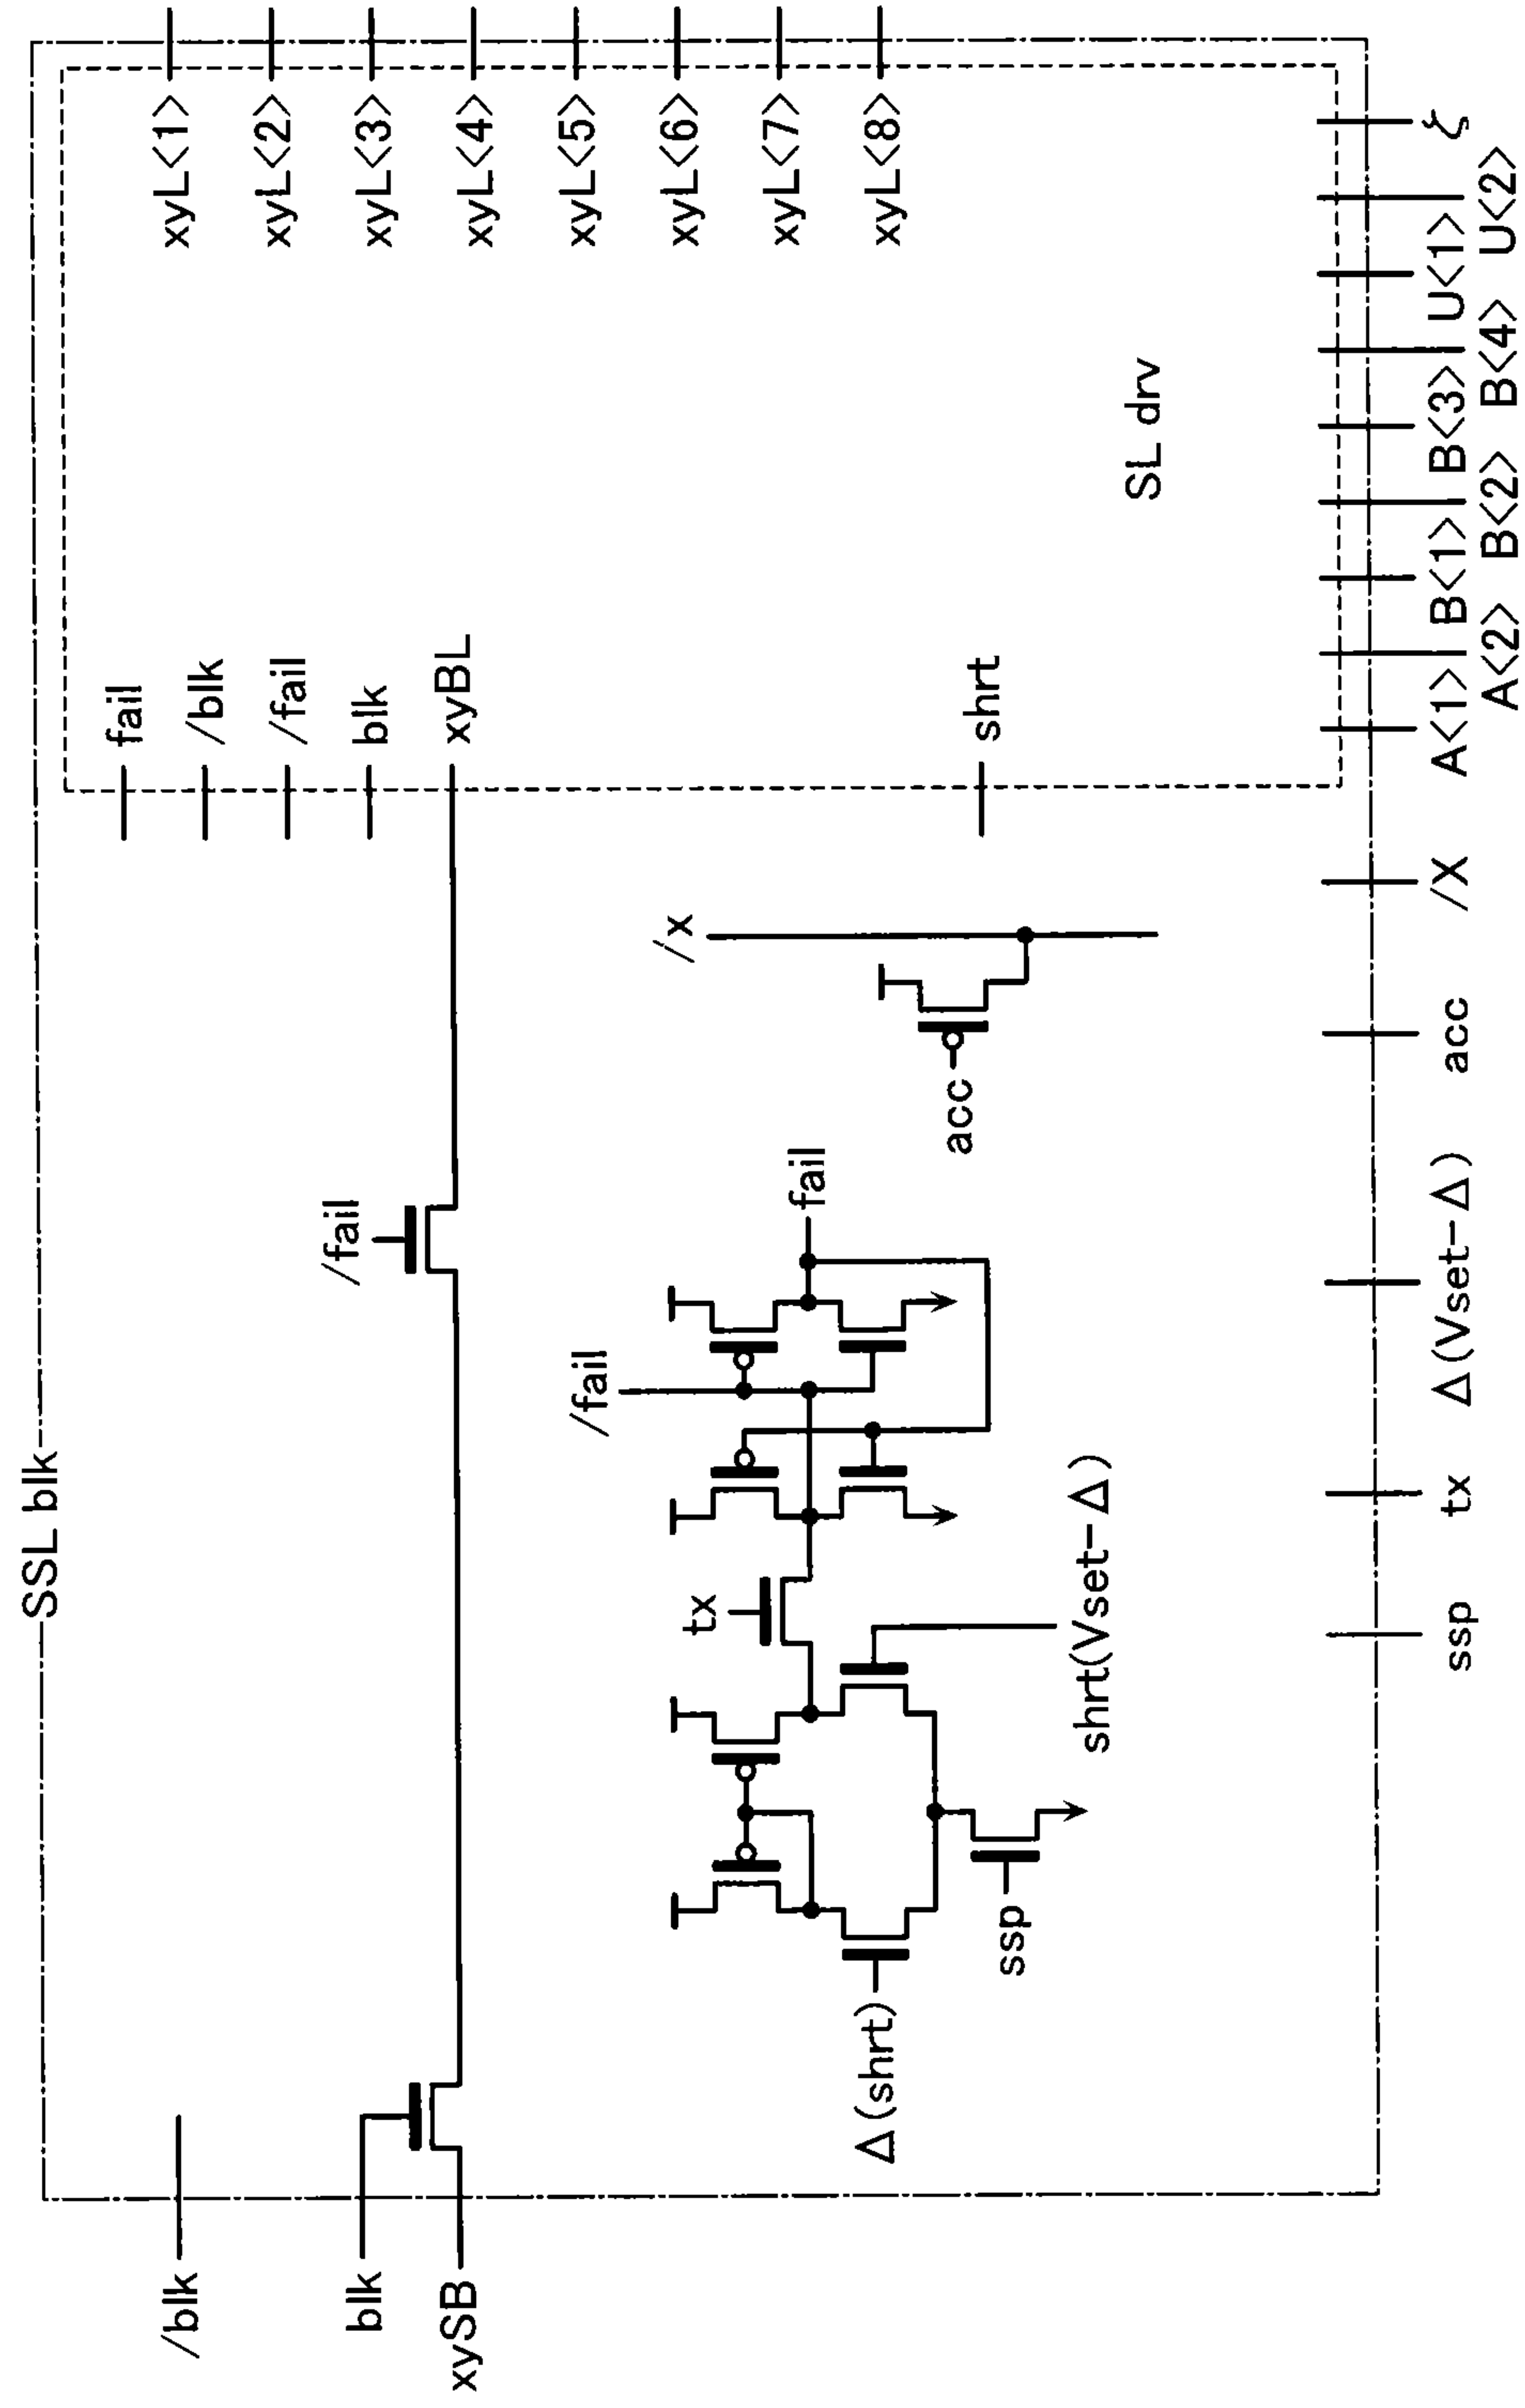 SSL blk
/blk
blk
xySB
/fail
fail
/blk
/fail
blk
xyBL
xyL<1>
xyL<2>
xyL<3>
xyL<4>
xyL<5>
xyL<6>
xyL<7>
xyL<8>
/fail
tx
fail
/x
Δ(shrt)
ssp
shrt(Vset-Δ)
acc
shrt
SL drv
ssp
tx
Δ(Vset-Δ)
acc
/X
A<1>
B<1>
B<3>
U<1>
ζ
A<2>
B<2>
B<4>
U<2>